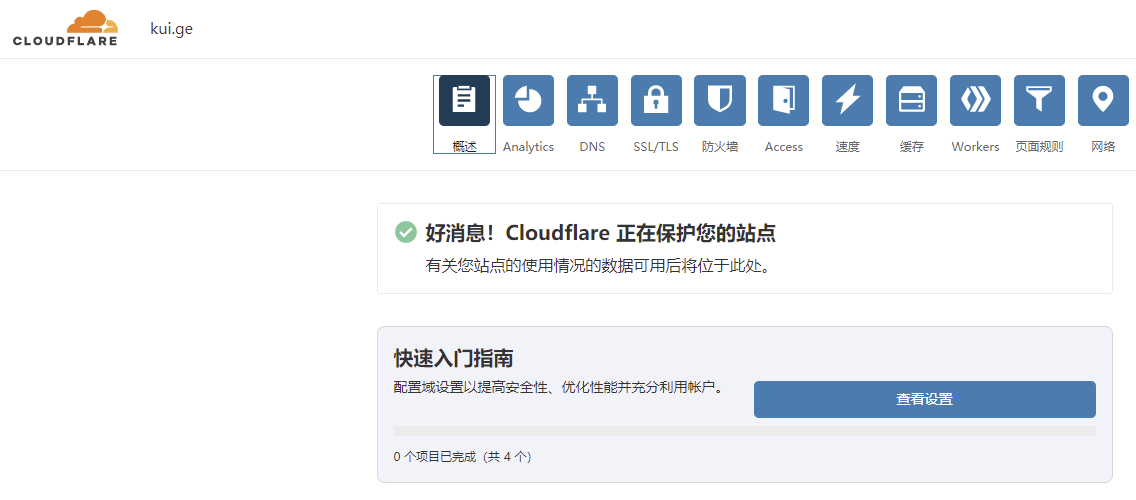 CLOUDFLARE
kui.ge
概述 Analytics DNS SSL/TLS 防火墙 Access 速度 缓存 Workers 页面规则 网络
好消息！Cloudflare 正在保护您的站点
有关您站点的使用情况的数据可用后将位于此处。
快速入门指南
配置域设置以提高安全性、优化性能并充分利用帐户。
查看设置
0 个项目已完成（共 4 个）